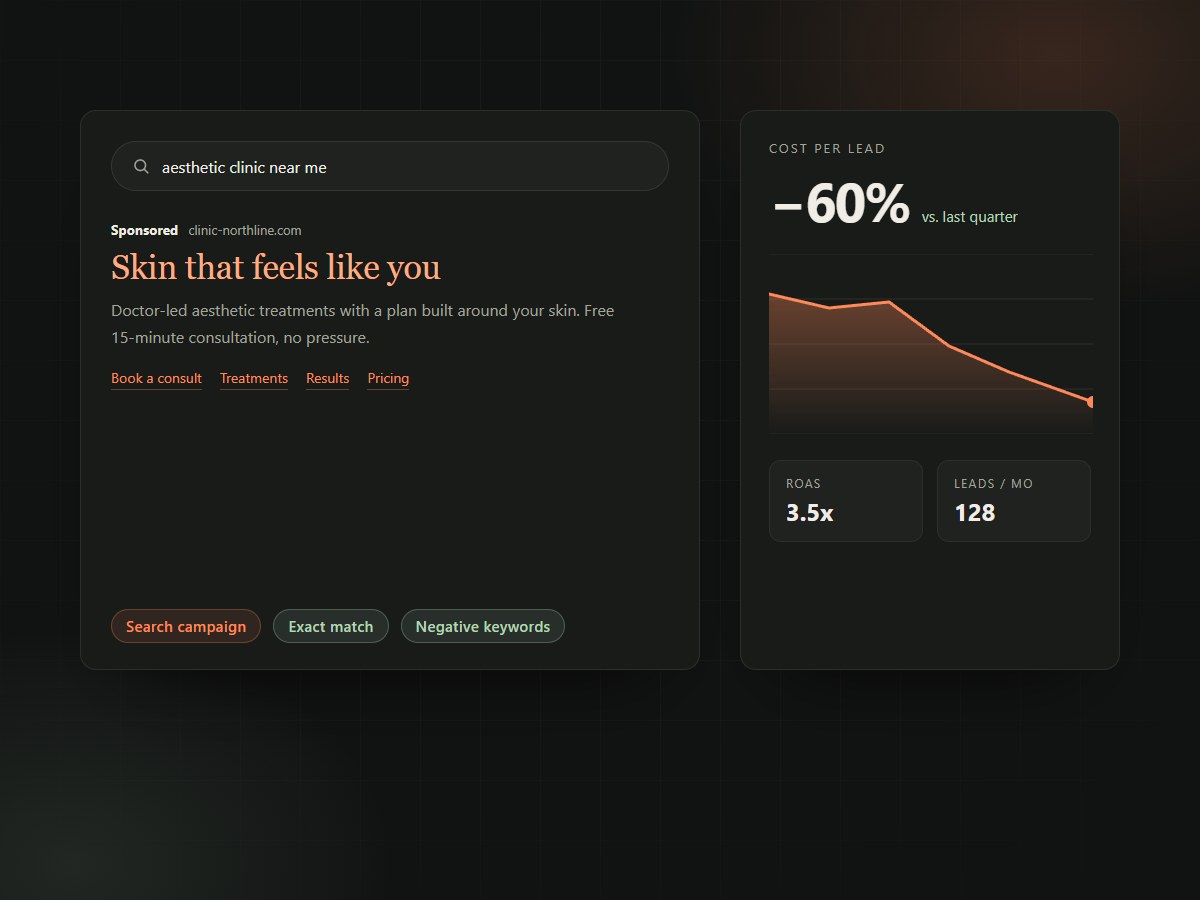 aesthetic clinic near me
Sponsored clinic-northline.com
Skin that feels like you
Doctor-led aesthetic treatments with a plan built around your skin. Free
15-minute consultation, no pressure.
Book a consult Treatments Results Pricing
Search campaign Exact match Negative keywords
COST PER LEAD
−60% vs. last quarter
ROAS
3.5x
LEADS / MO
128